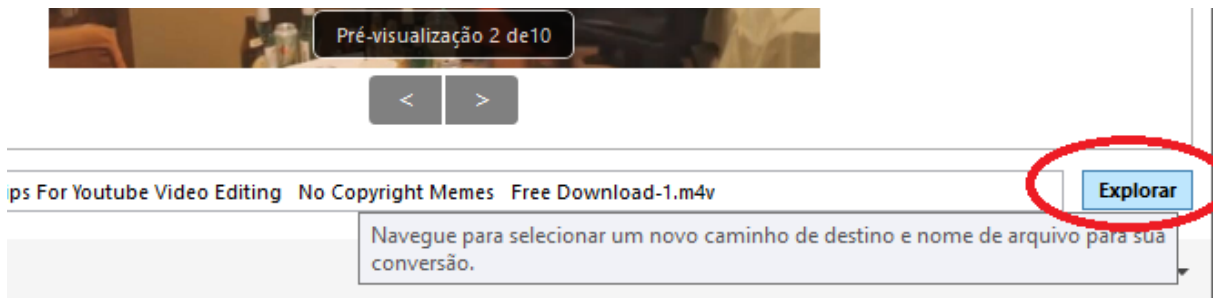 Pré-visualização 2 de10
< >
ips For Youtube Video Editing No Copyright Memes Free Download-1.m4v Explorar
Navegue para selecionar um novo caminho de destino e nome de arquivo para sua
conversão.